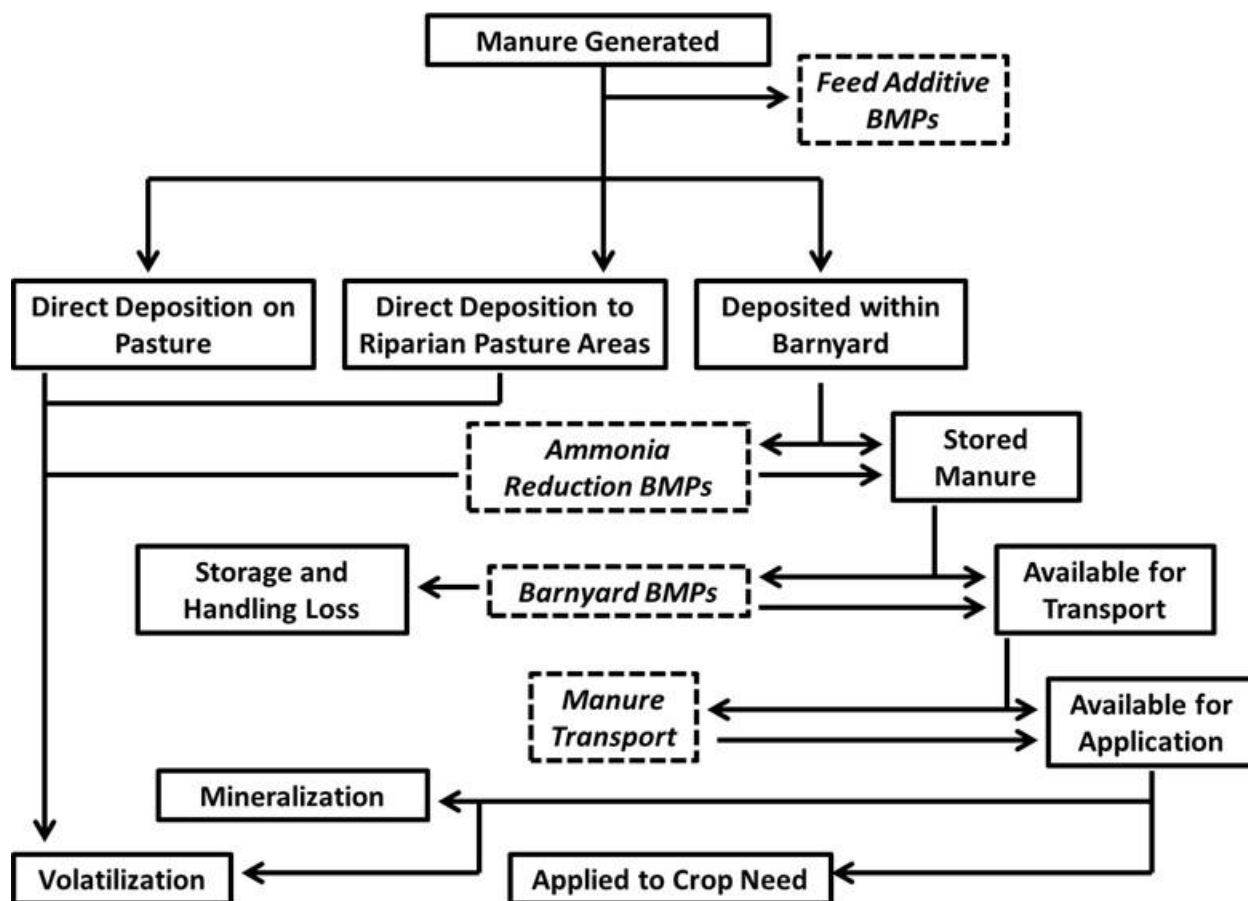 Manure Generated
Feed Additive
BMPs
Direct Deposition on
Pasture
Direct Deposition to
Riparian Pasture Areas
Deposited within
Barnyard
Ammonia
Reduction BMPs
Stored
Manure
Storage and
Handling Loss
Barnyard BMPs
Available for
Transport
Manure
Transport
Available for
Application
Mineralization
Volatilization
Applied to Crop Need